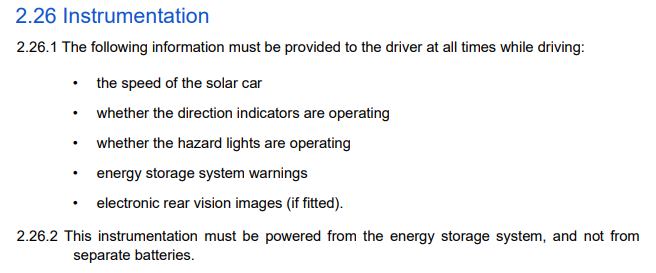 2.26 Instrumentation
2.26.1 The following information must be provided to the driver at all times while driving:
• the speed of the solar car
• whether the direction indicators are operating
• whether the hazard lights are operating
• energy storage system warnings
• electronic rear vision images (if fitted).
2.26.2 This instrumentation must be powered from the energy storage system, and not from
separate batteries.